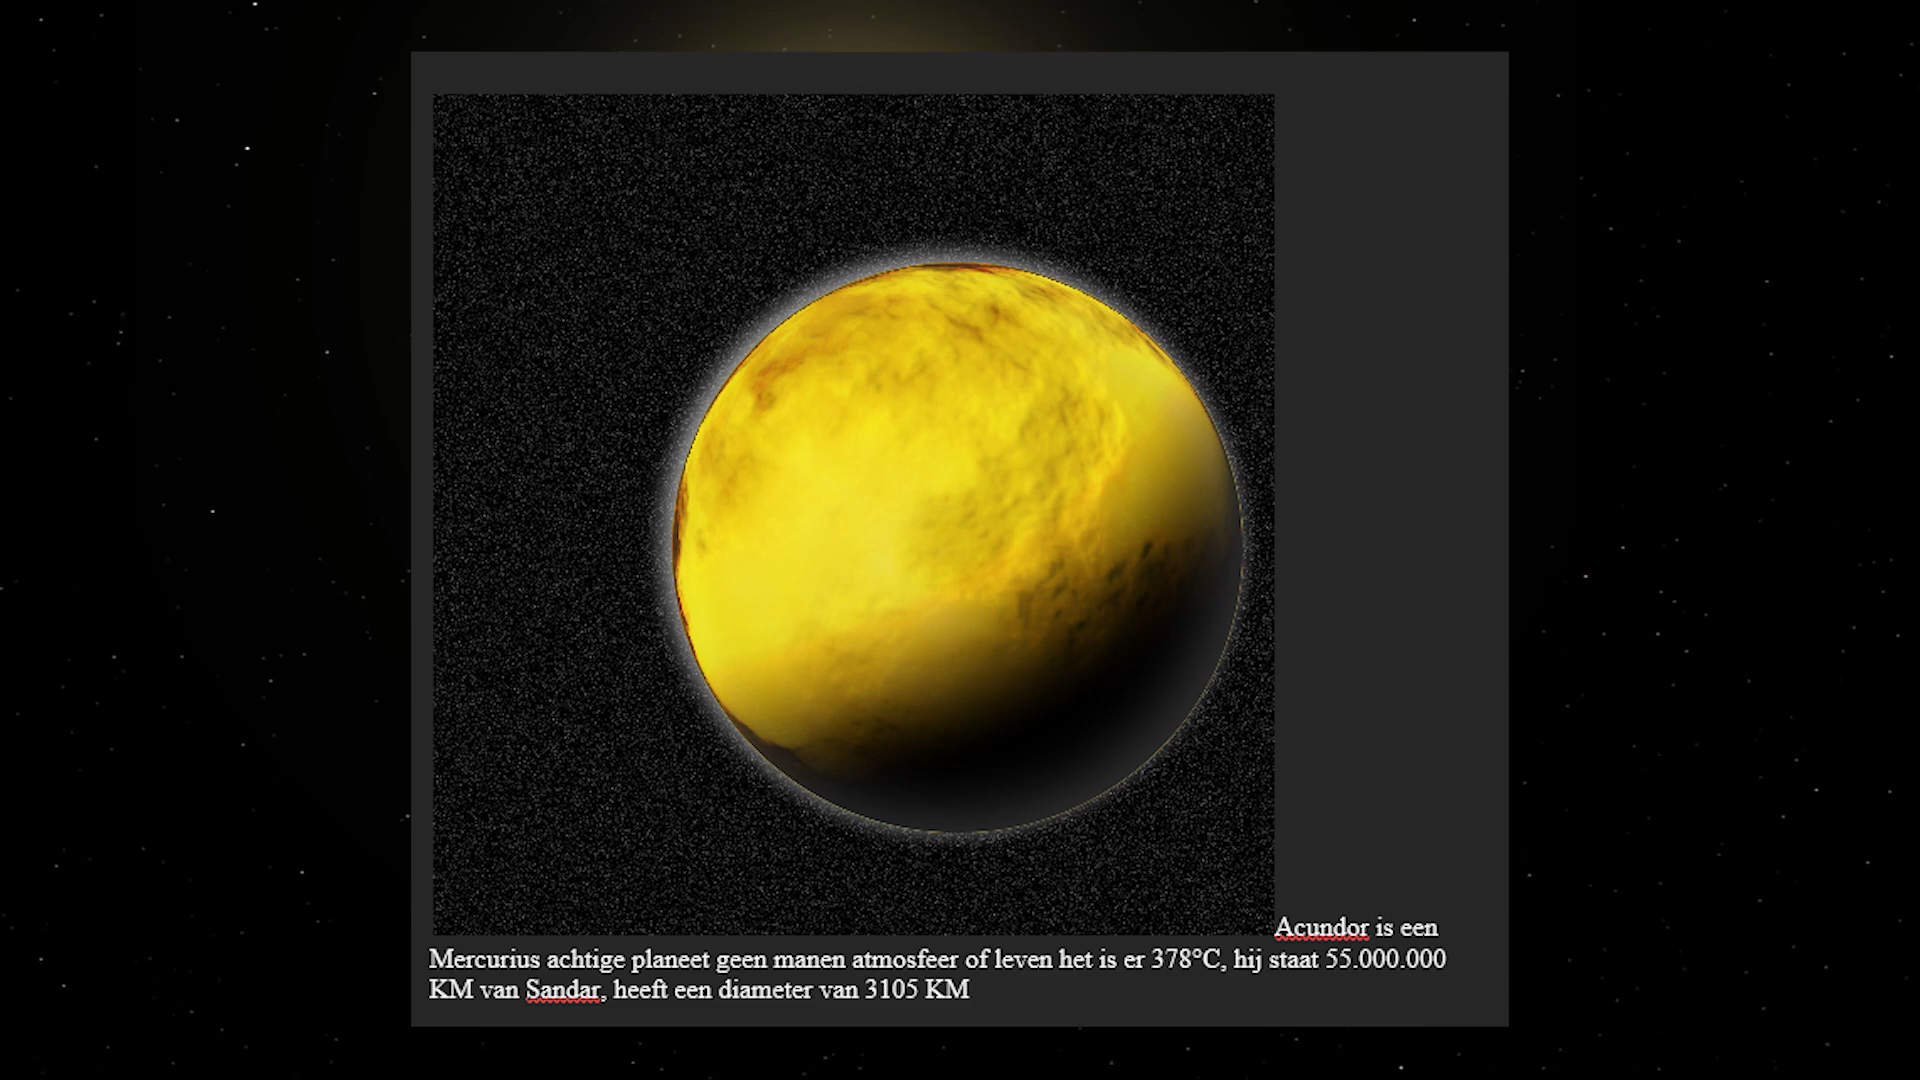 Acundor is een
Mercurius achtige planeet geen manen atmosfeer of leven het is er 378°C, hij staat 55.000.000
KM van Sandar, heeft een diameter van 3105 KM